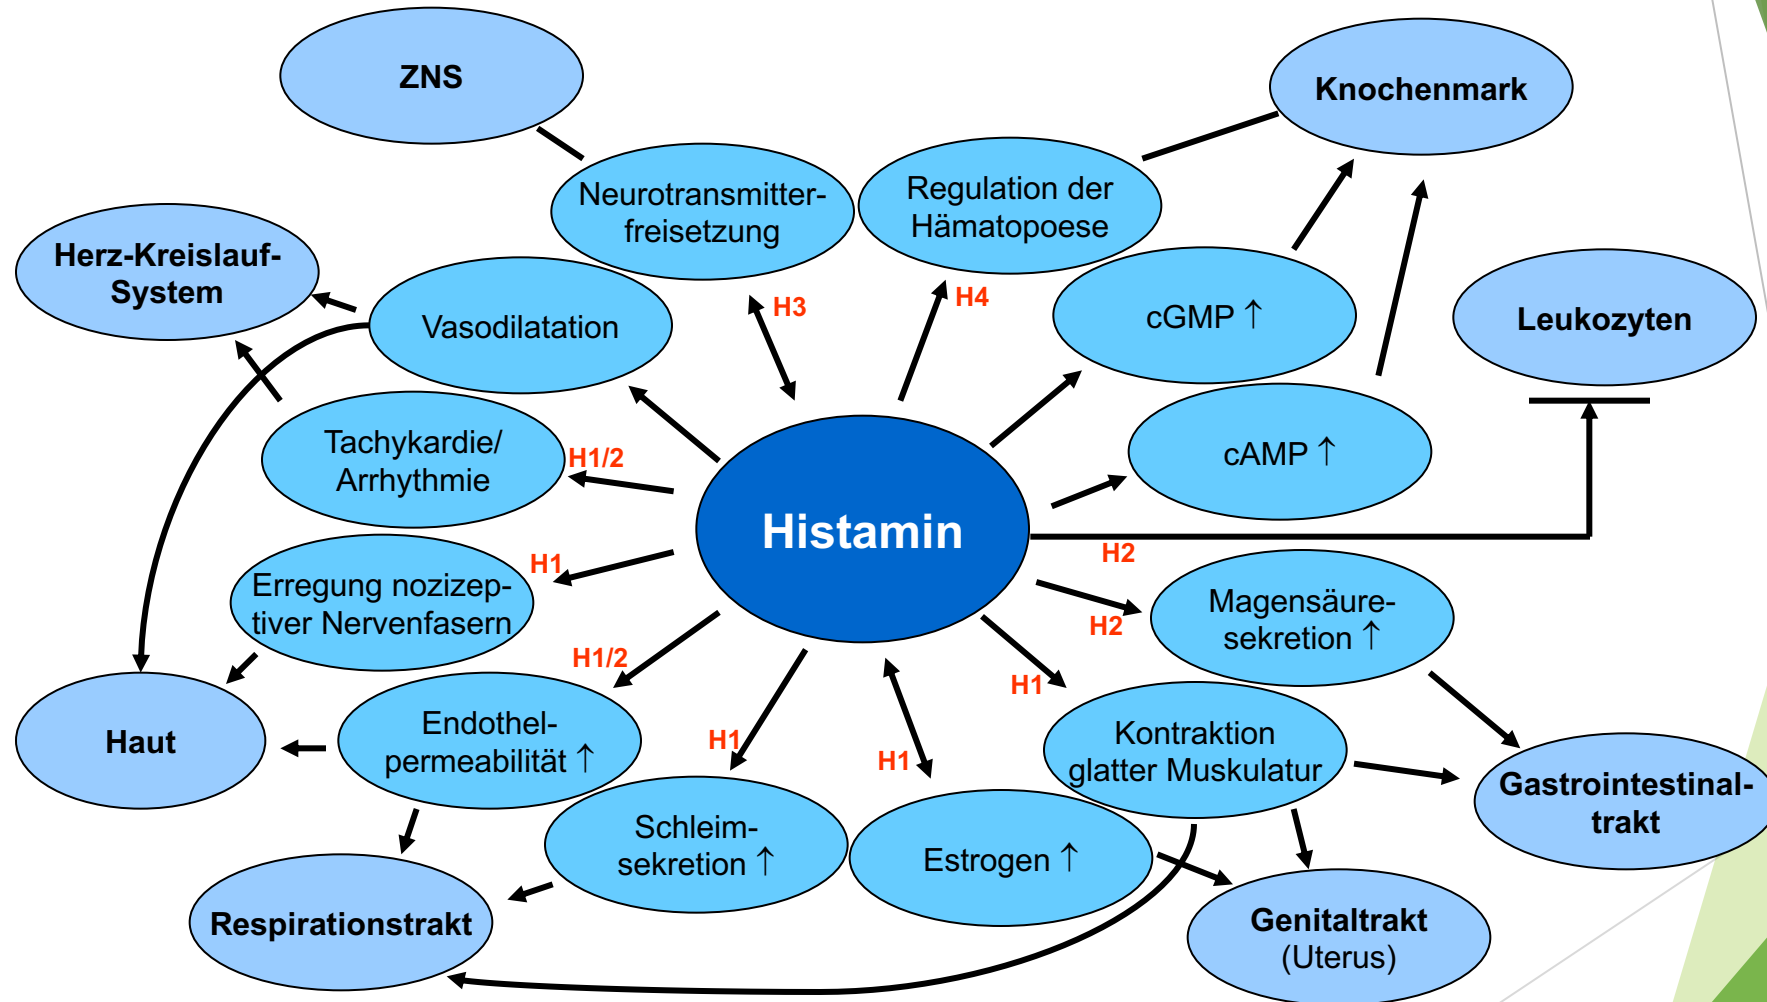 ZNS
Knochenmark
Neurotransmitter-
freisetzung
Regulation der
Hämatopoese
Herz-Kreislauf-
System
Vasodilatation
H3
H4
cGMP ↑
Leukozyten
Tachykardie/
Arrhythmie
H1/2
cAMP ↑
Histamin
H2
Erregung nozizep-
tiver Nervenfasern
H1
Magensäure-
sekretion ↑
H2
H1/2
H1
Haut
Endothel-
permeabilität ↑
H1
H1
Kontraktion
glatter Muskulatur
Gastrointestinal-
trakt
Schleim-
sekretion ↑
Estrogen ↑
Respirationstrakt
Genitaltrakt
(Uterus)